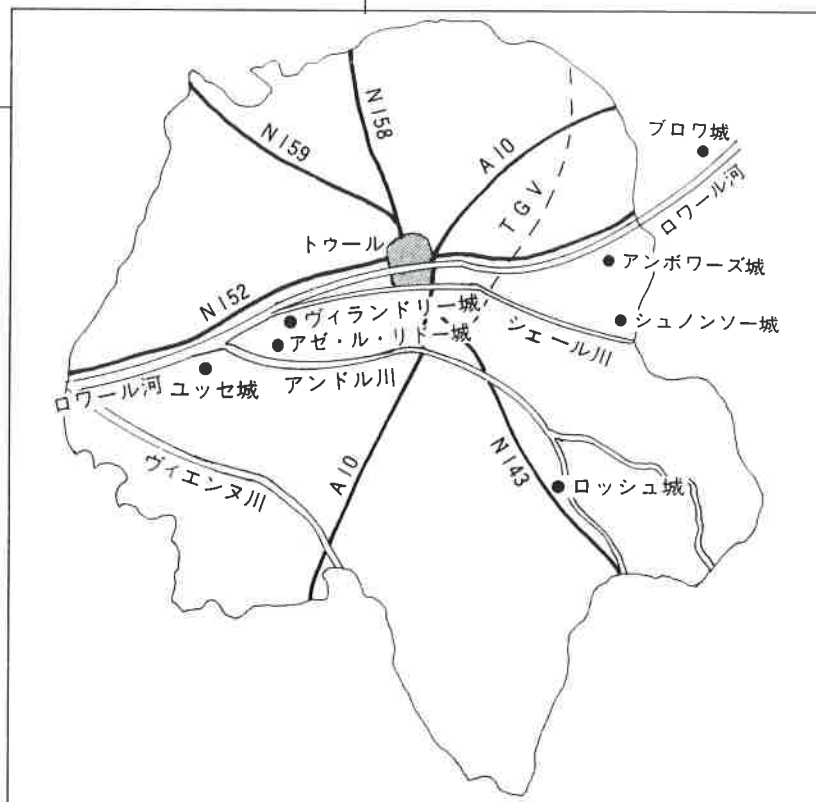 N158
N159
A10
ブロワ城
TGV
ロワール河
トゥール
アンボワーズ城
N152
ヴィランドリー城
シュノンソー城
アゼ・ル・リドー城
シェール川
ロワール河
ユッセ城
アンドル川
ヴィエンヌ川
A10
N143
ロッシュ城